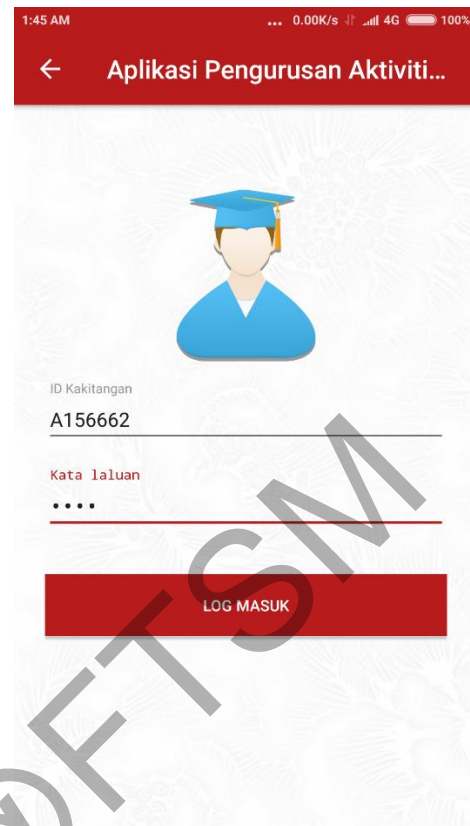 1:45 AM ... 0.00K/s 4G 100%
Aplikasi Pengurusan Aktiviti...
ID Kakitangan
A156662
Kata laluan
••••
LOG MASUK
@FTSM